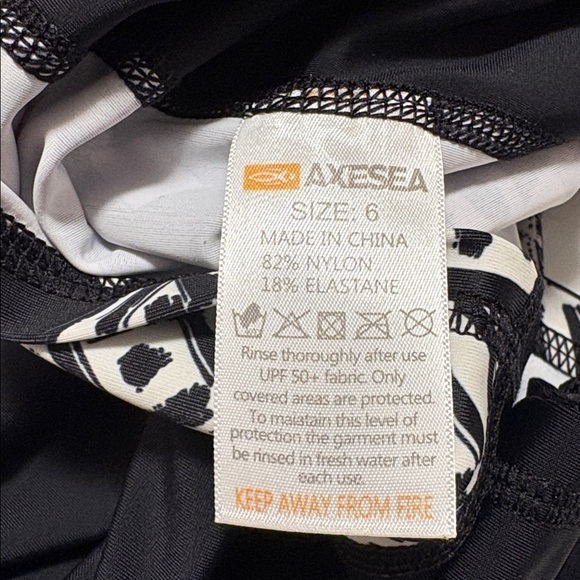 AXESEA
SIZE: 6
MADE IN CHINA
82% NYLON
18% ELASTANE
Rinse thoroughly after use
UPF 50+ fabric. Only
covered areas are protected.
To maitatain this level of
protection the garment must
be rinsed in fresh water after
each use.
KEEP AWAY FROM FIRE